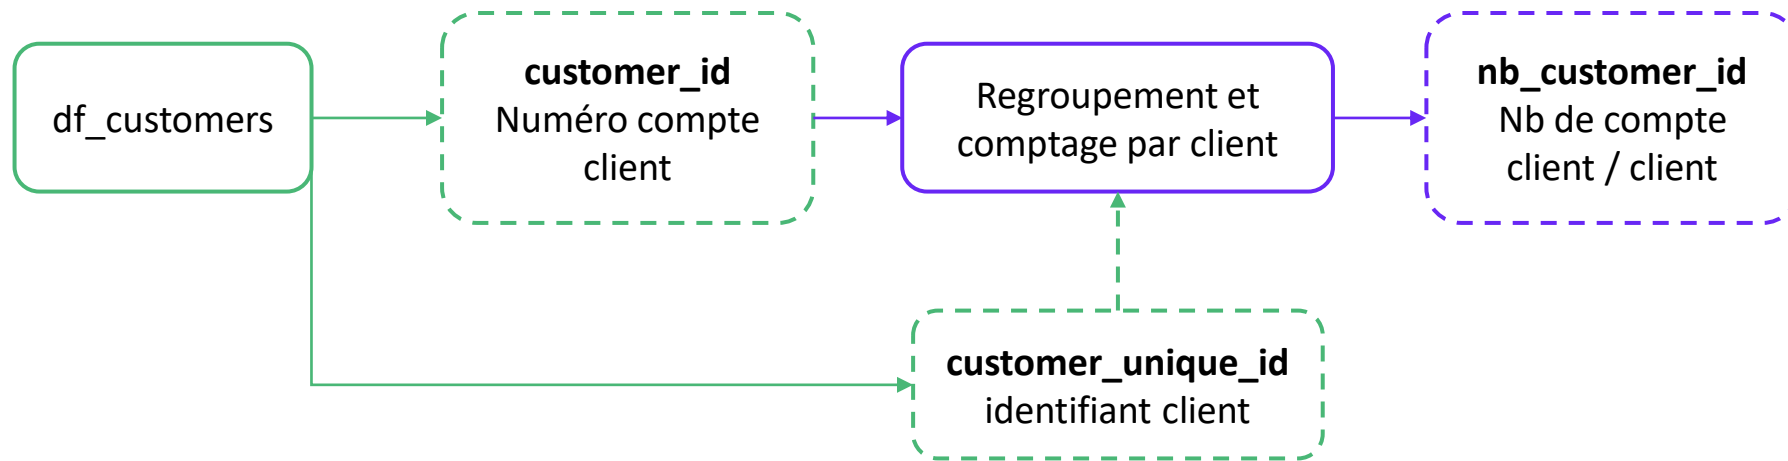 df_customers
customer_id
Numéro compte
client
Regroupement et
comptage par client
nb_customer_id
Nb de compte
client / client
customer_unique_id
identifiant client